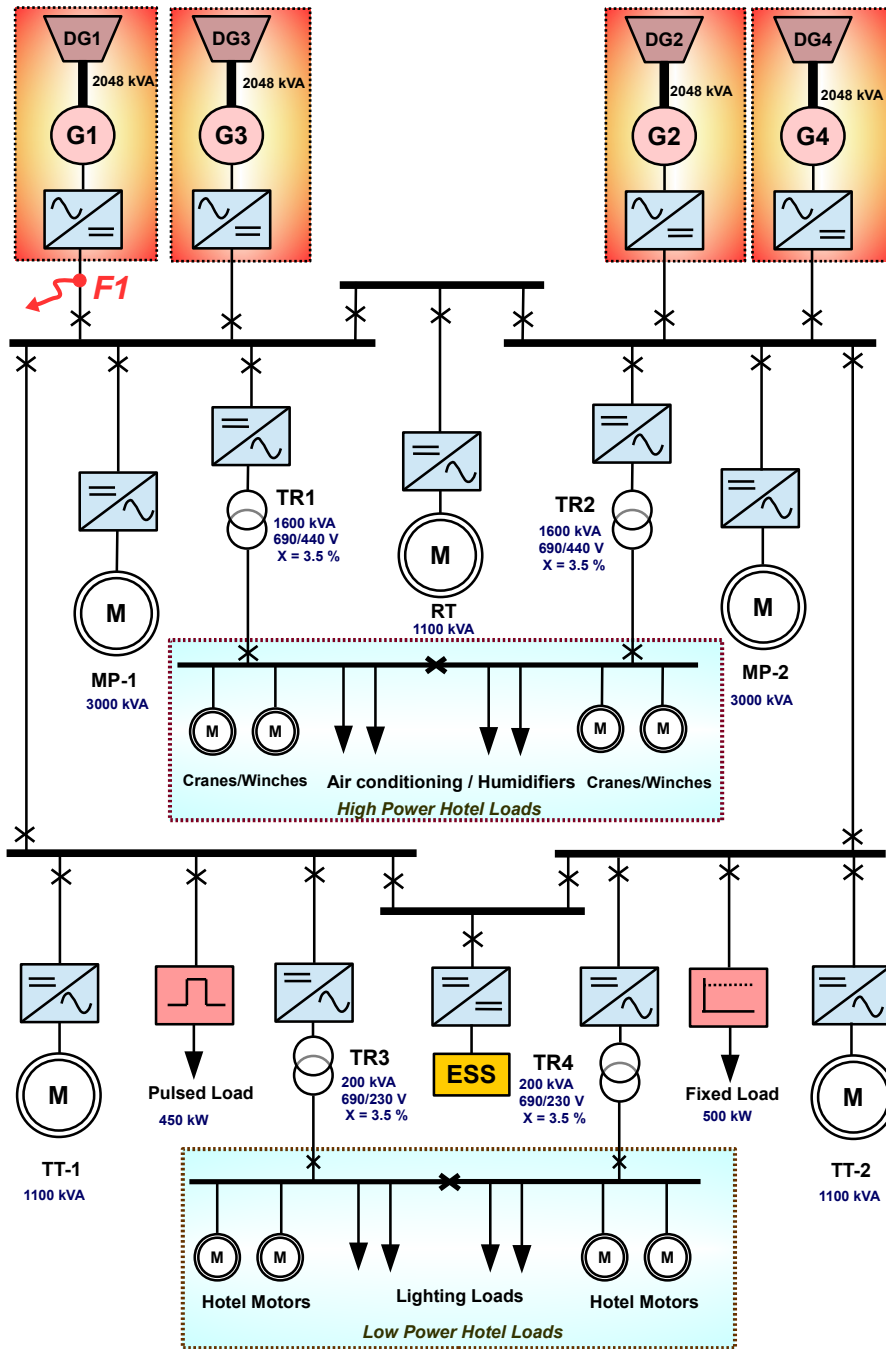 DG1
DG3
DG2
DG4
2048 kVA
2048 kVA
2048 kVA
2048 kVA
G1
G3
G2
G4
F1
TR1
1600 kVA
690/440 V
X = 3.5 %
TR2
1600 kVA
690/440 V
X = 3.5 %
M
M
M
RT
1100 kVA
MP-1
3000 kVA
MP-2
3000 kVA
M
M
M
M
Cranes/Winches
Air conditioning / Humidifiers
Cranes/Winches
High Power Hotel Loads
TR3
200 kVA
690/230 V
X = 3.5 %
ESS
TR4
200 kVA
690/230 V
X = 3.5 %
Pulsed Load
450 kW
Fixed Load
500 kW
M
M
TT-1
1100 kVA
TT-2
1100 kVA
M
M
M
M
Hotel Motors
Lighting Loads
Hotel Motors
Low Power Hotel Loads